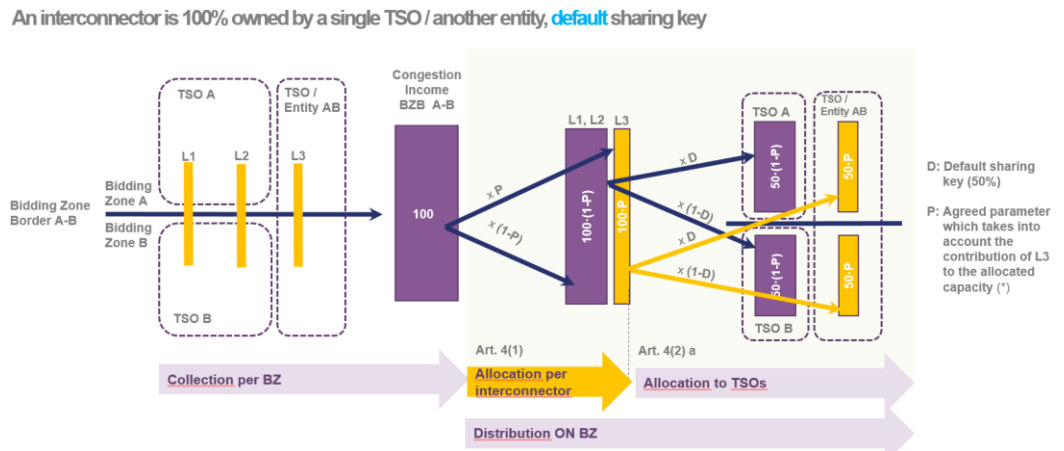 An interconnector is 100% owned by a single TSO / another entity, default sharing key
Congestion
Income
BZB A-B
TSO A
TSO /
Entity AB
L1
L2
L3
L1, L2
L3
TSO A
TSO /
Entity AB
Bidding Zone
Border A-B
Bidding
Zone A
Bidding
Zone B
100
x P
x (1-P)
100·(1-P)
100·P
x D
x (1-D)
x D
x (1-D)
50·(1-P)
50·P
50·(1-P)
50·P
TSO B
TSO B
D: Default sharing
key (50%)
P: Agreed parameter
which takes into
account the
contribution of L3
to the allocated
capacity (*)
Art. 4(1)
Art. 4(2) a
Collection per BZ
Allocation per
interconnector
Allocation to TSOs
Distribution ON BZ